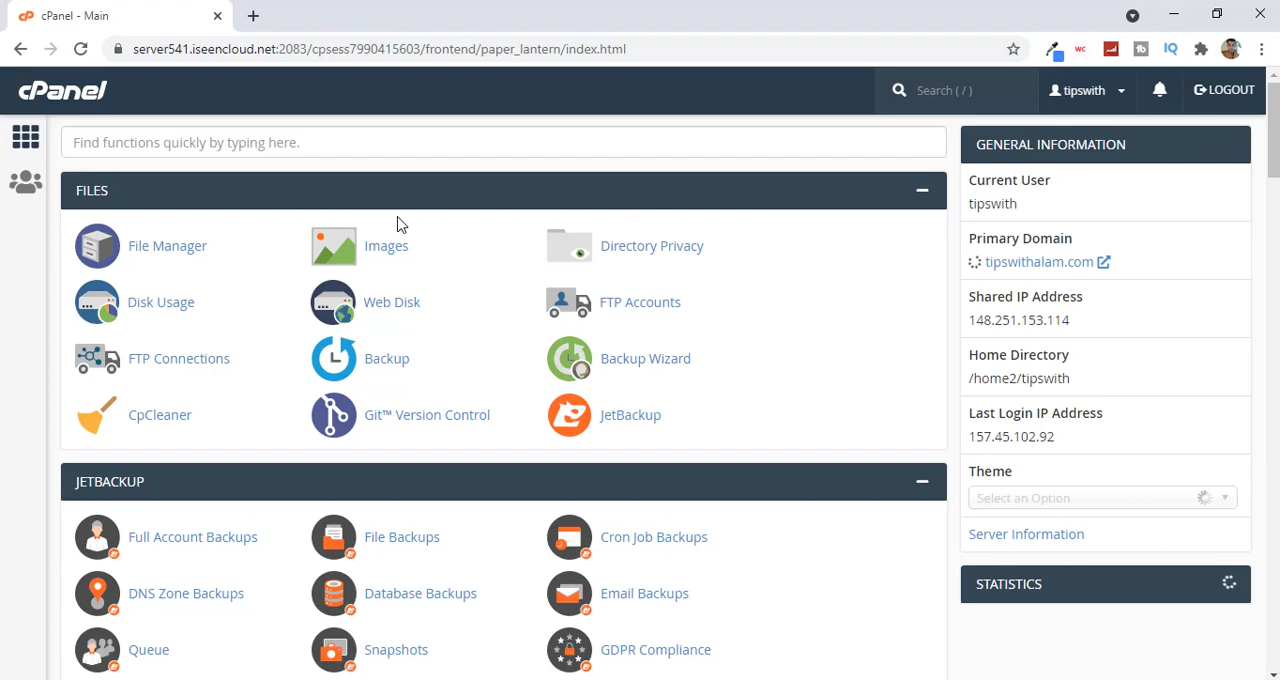 cPanel - Main
server541.iseencloud.net:2083/cpsess7990415603/frontend/paper_lantern/index.html
WC
IQ
cPanel
Search ( / )
tipswith
LOGOUT
Find functions quickly by typing here.
FILES
File Manager
Images
Directory Privacy
Disk Usage
Web Disk
FTP Accounts
FTP Connections
Backup
Backup Wizard
CpCleaner
Git™ Version Control
JetBackup
JETBACKUP
Full Account Backups
File Backups
Cron Job Backups
DNS Zone Backups
Database Backups
Email Backups
Queue
Snapshots
GDPR Compliance
GENERAL INFORMATION
Current User
tipswith
Primary Domain
tipswithalam.com
Shared IP Address
148.251.153.114
Home Directory
/home2/tipswith
Last Login IP Address
157.45.102.92
Theme
Select an Option
Server Information
STATISTICS